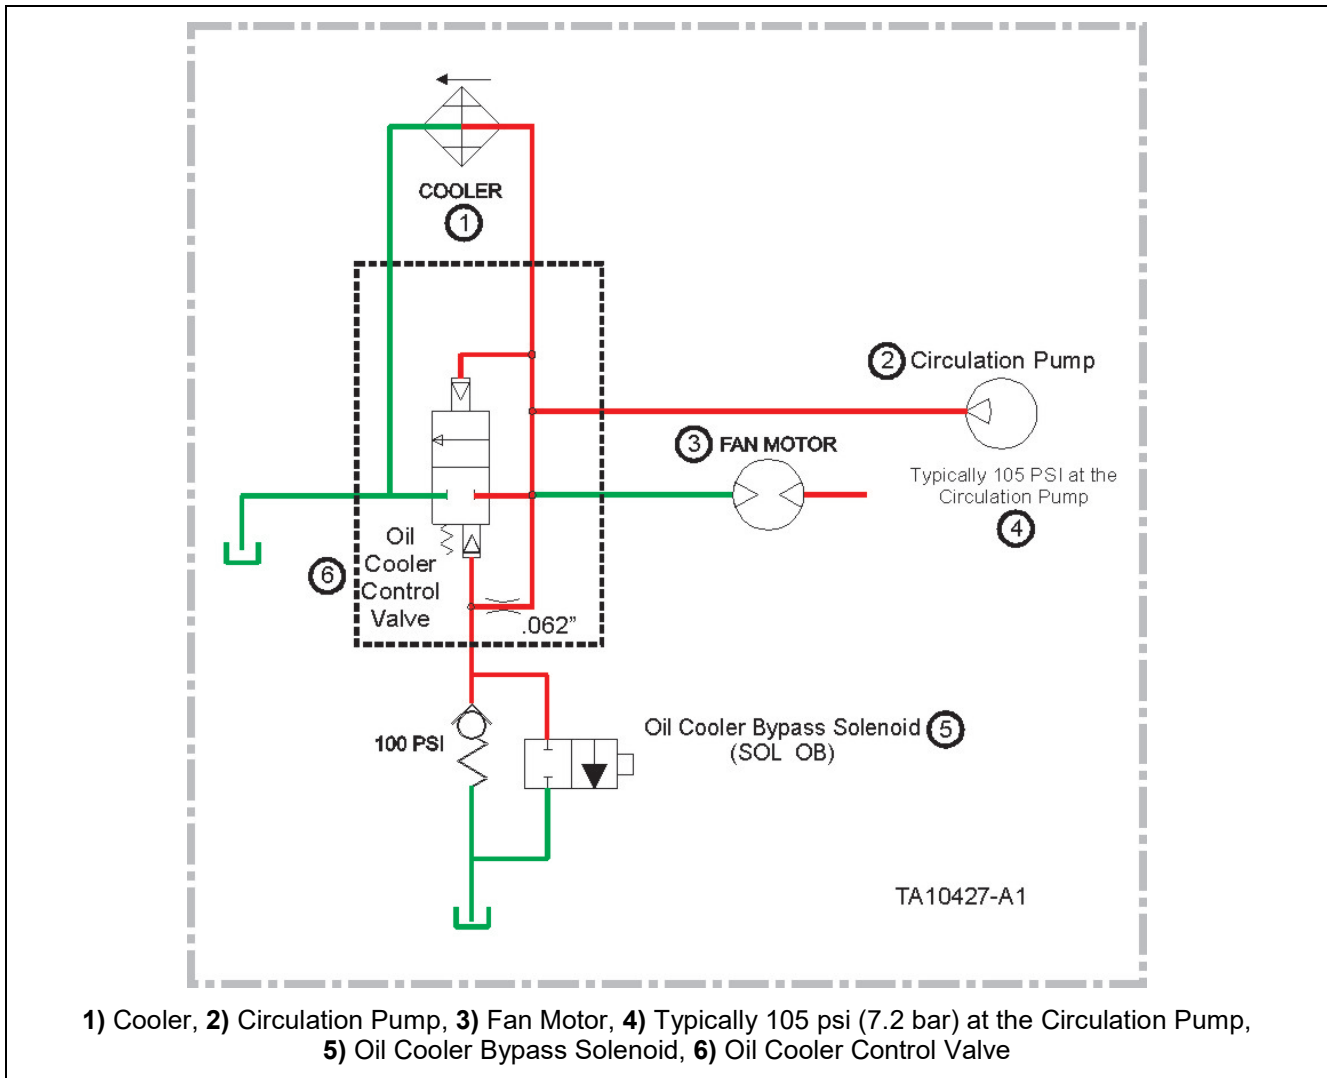 COOLER
1
2 Circulation Pump
3 FAN MOTOR
Typically 105 PSI at the
Circulation Pump
4
Oil
Cooler
Control
Valve
6
.062”
100 PSI
Oil Cooler Bypass Solenoid 5
(SOL OB)
TA10427-A1
1) Cooler, 2) Circulation Pump, 3) Fan Motor, 4) Typically 105 psi (7.2 bar) at the Circulation Pump,
5) Oil Cooler Bypass Solenoid, 6) Oil Cooler Control Valve